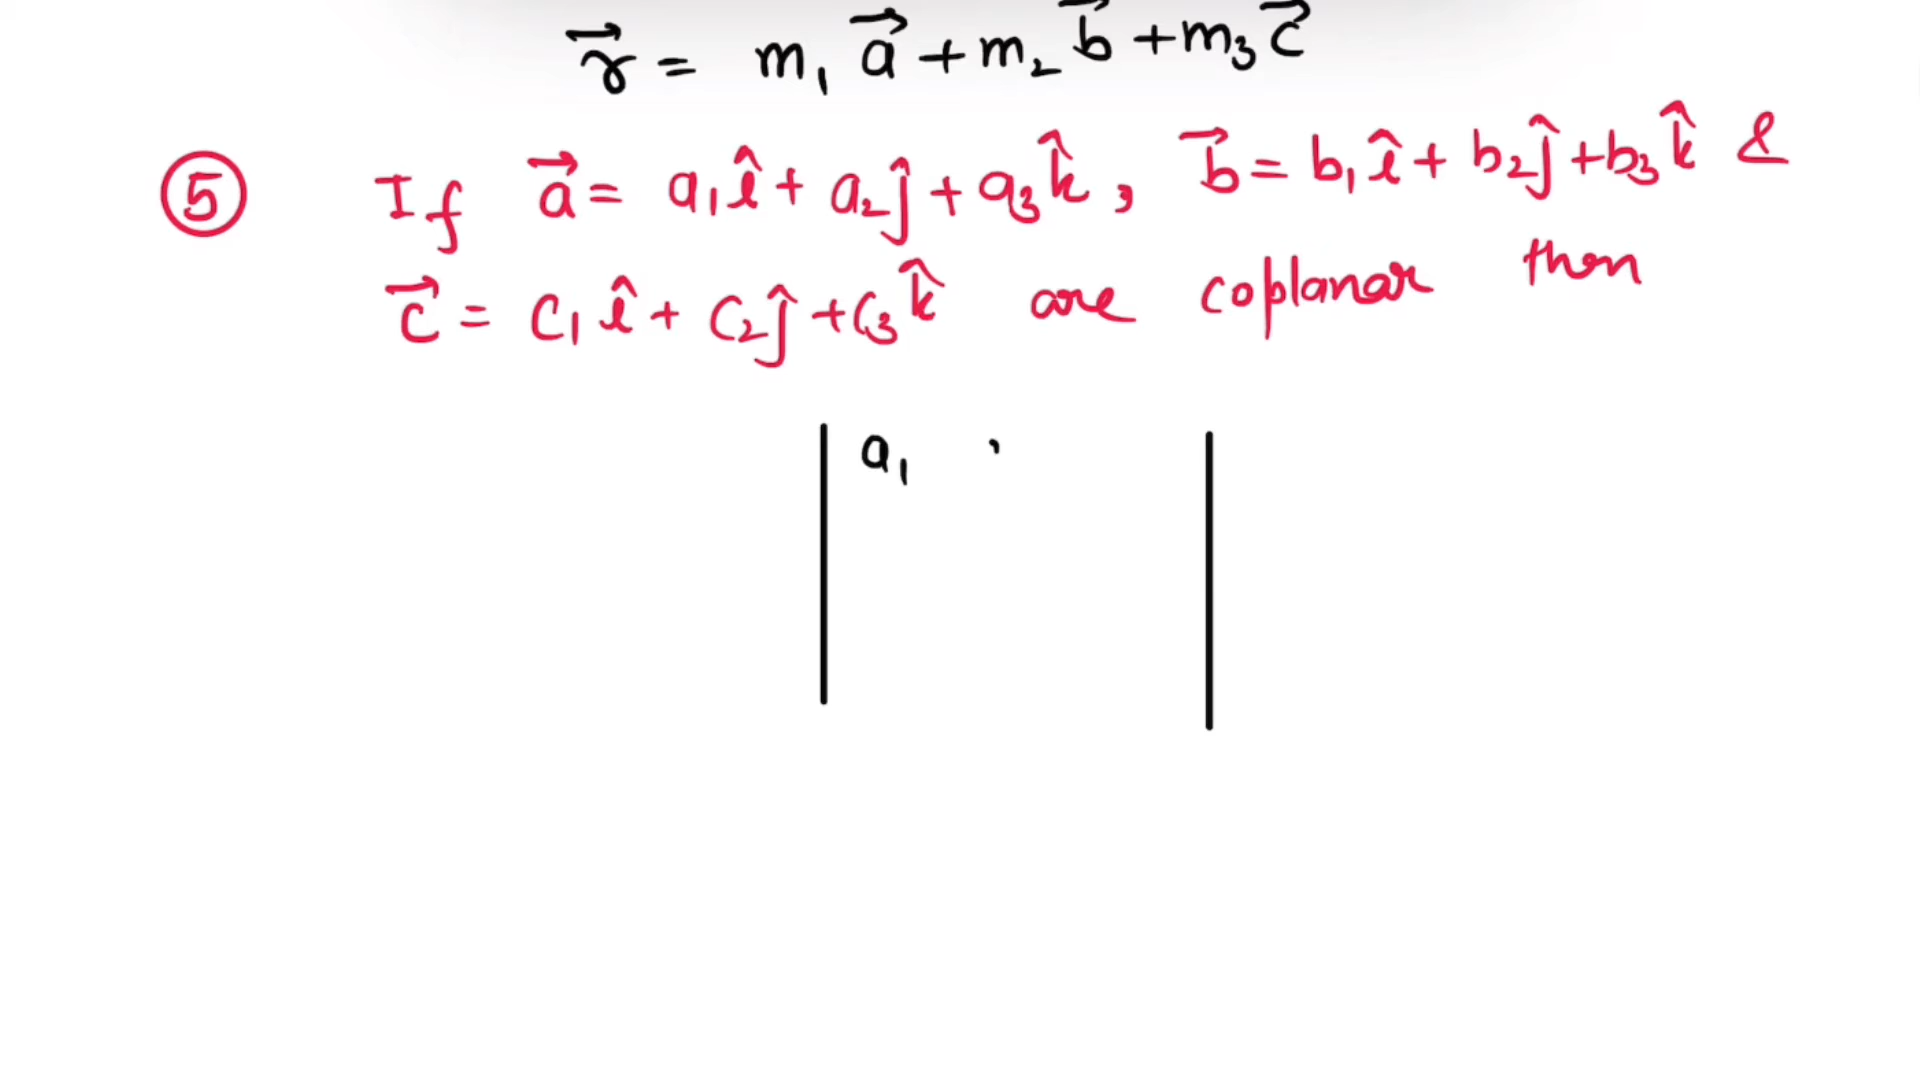 r⃗ = m₁ a⃗ + m₂ b⃗ + m₃ c⃗
⑤ If a⃗ = a₁î + a₂ĵ + a₃k̂ , b⃗ = b₁î + b₂ĵ + b₃k̂ &
c⃗ = c₁î + c₂ĵ + c₃k̂ are coplanar then
| a₁ |